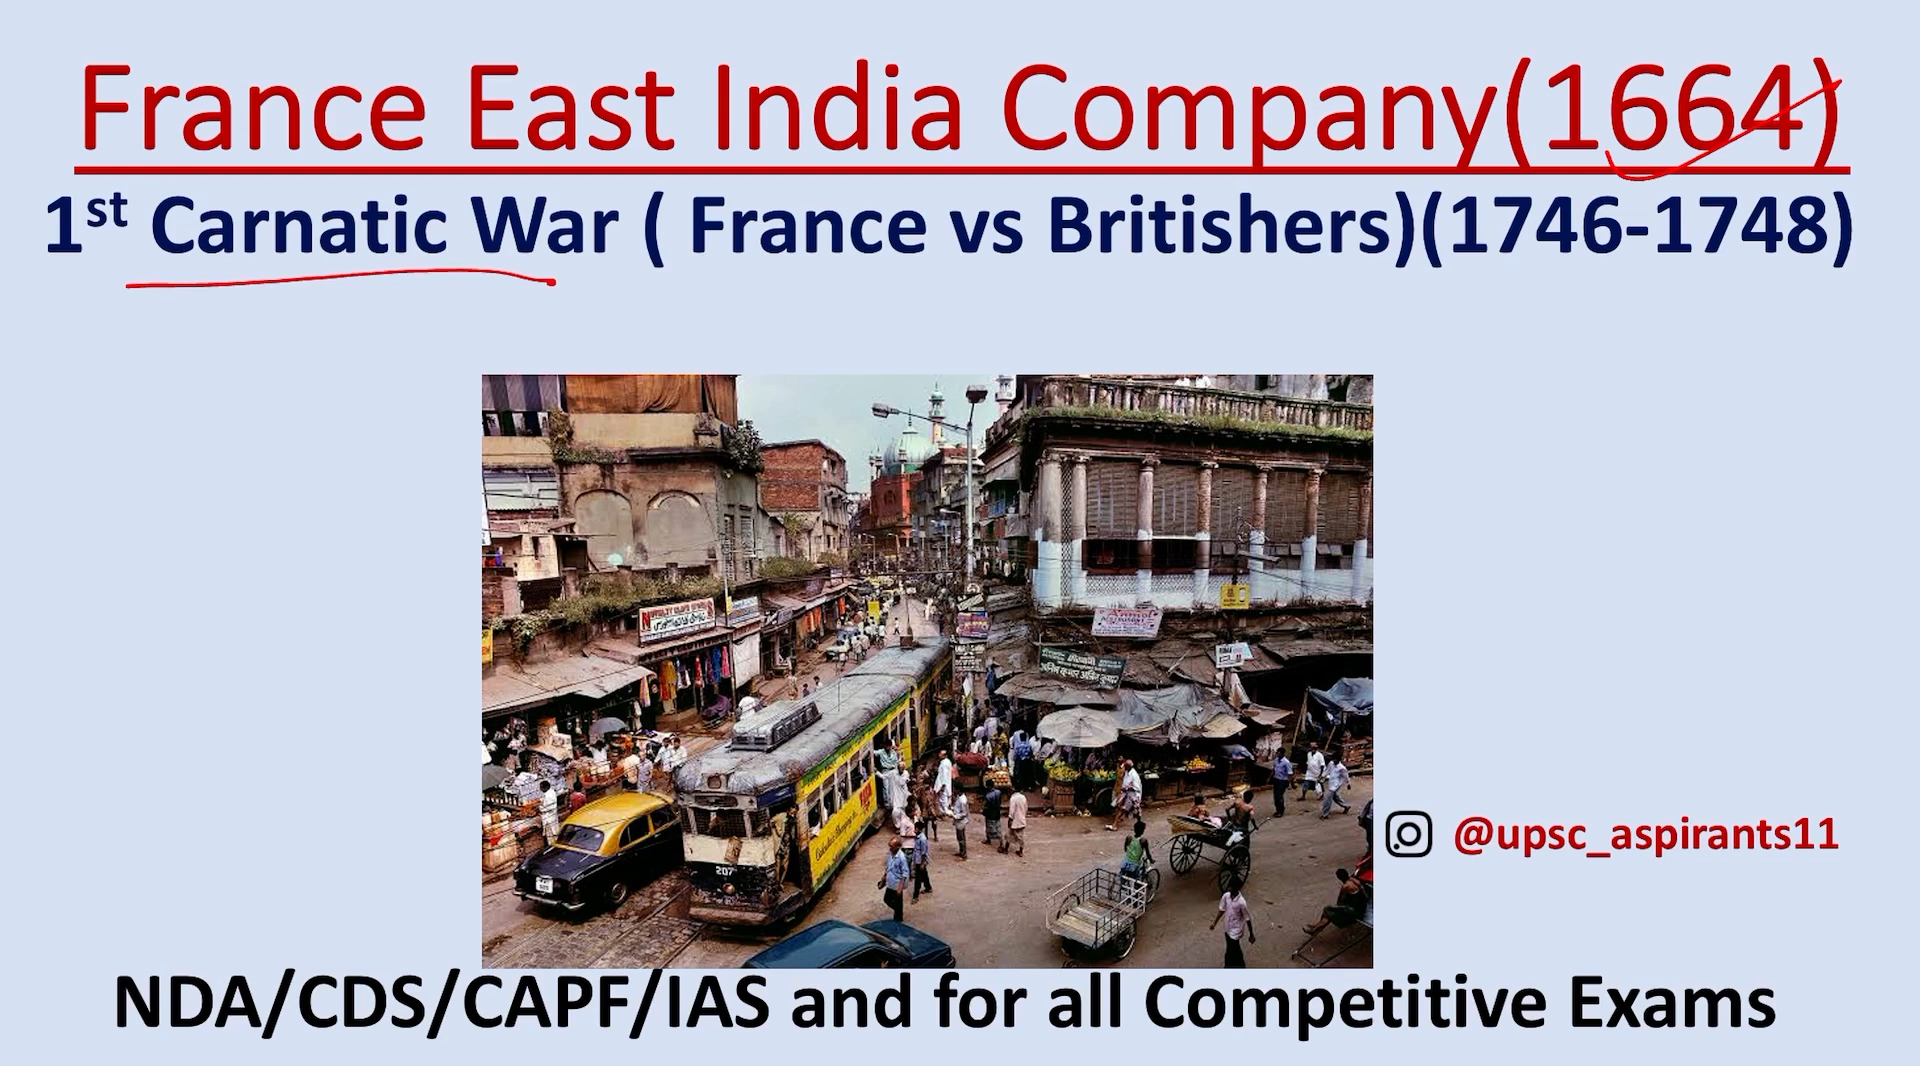 France East India Company(1664)
1st Carnatic War ( France vs Britishers)(1746-1748)
207
@upsc_aspirants11
NDA/CDS/CAPF/IAS and for all Competitive Exams